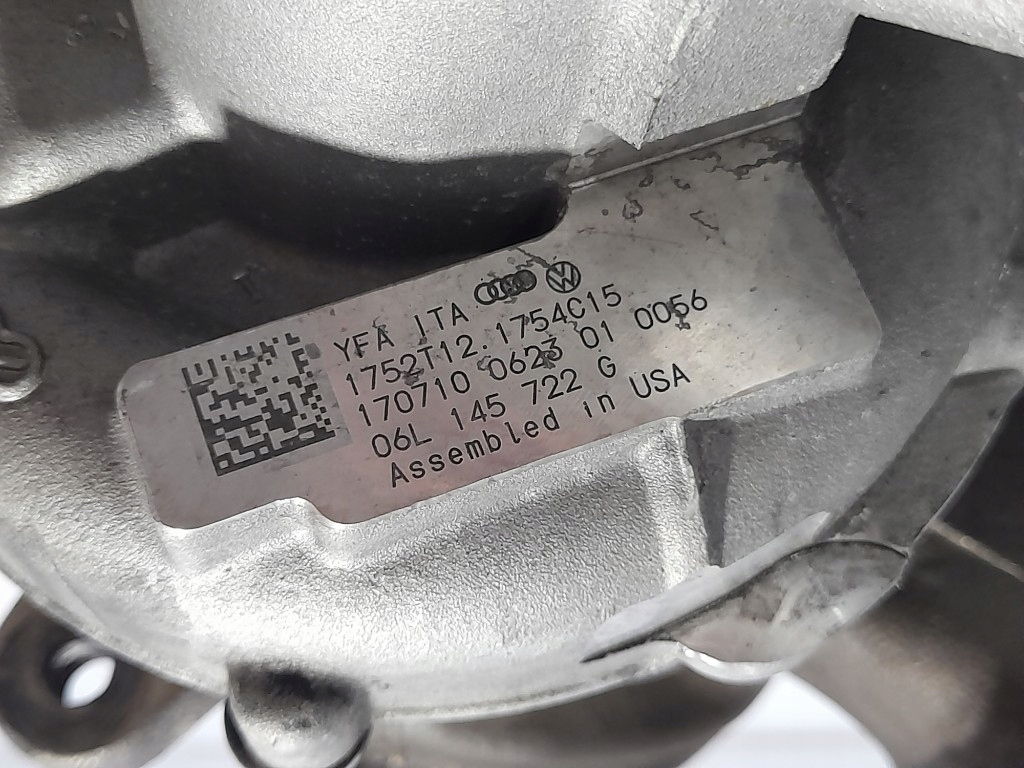 YFA ITA
1752T12.1754C15
170710 0623 01 0056
06L 145 722 G
Assembled in USA